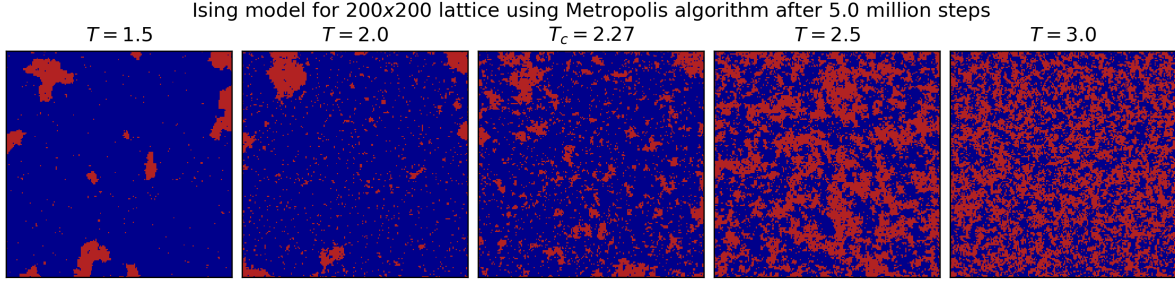 Ising model for 200x200 lattice using Metropolis algorithm after 5.0 million steps
T = 1.5
T = 2.0
T_c = 2.27
T = 2.5
T = 3.0